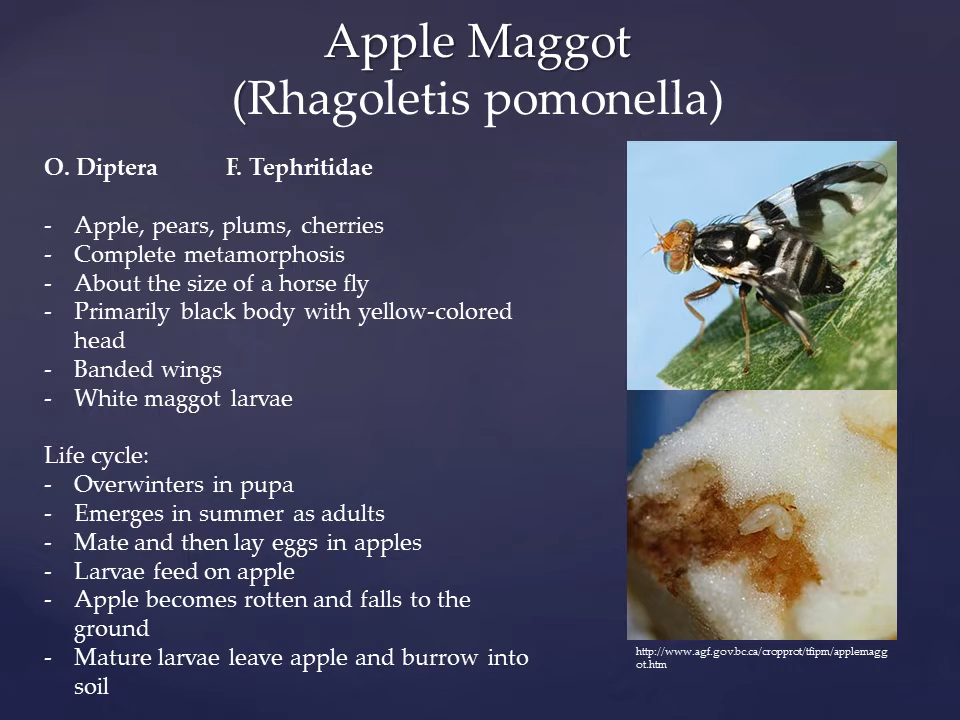 Apple Maggot
(Rhagoletis pomonella)
O. Diptera F. Tephritidae
- Apple, pears, plums, cherries
- Complete metamorphosis
- About the size of a horse fly
- Primarily black body with yellow-colored
head
- Banded wings
- White maggot larvae
Life cycle:
- Overwinters in pupa
- Emerges in summer as adults
- Mate and then lay eggs in apples
- Larvae feed on apple
- Apple becomes rotten and falls to the
ground
- Mature larvae leave apple and burrow into
soil
http://www.agf.gov.bc.ca/cropprot/tfipm/applemagg
ot.htm